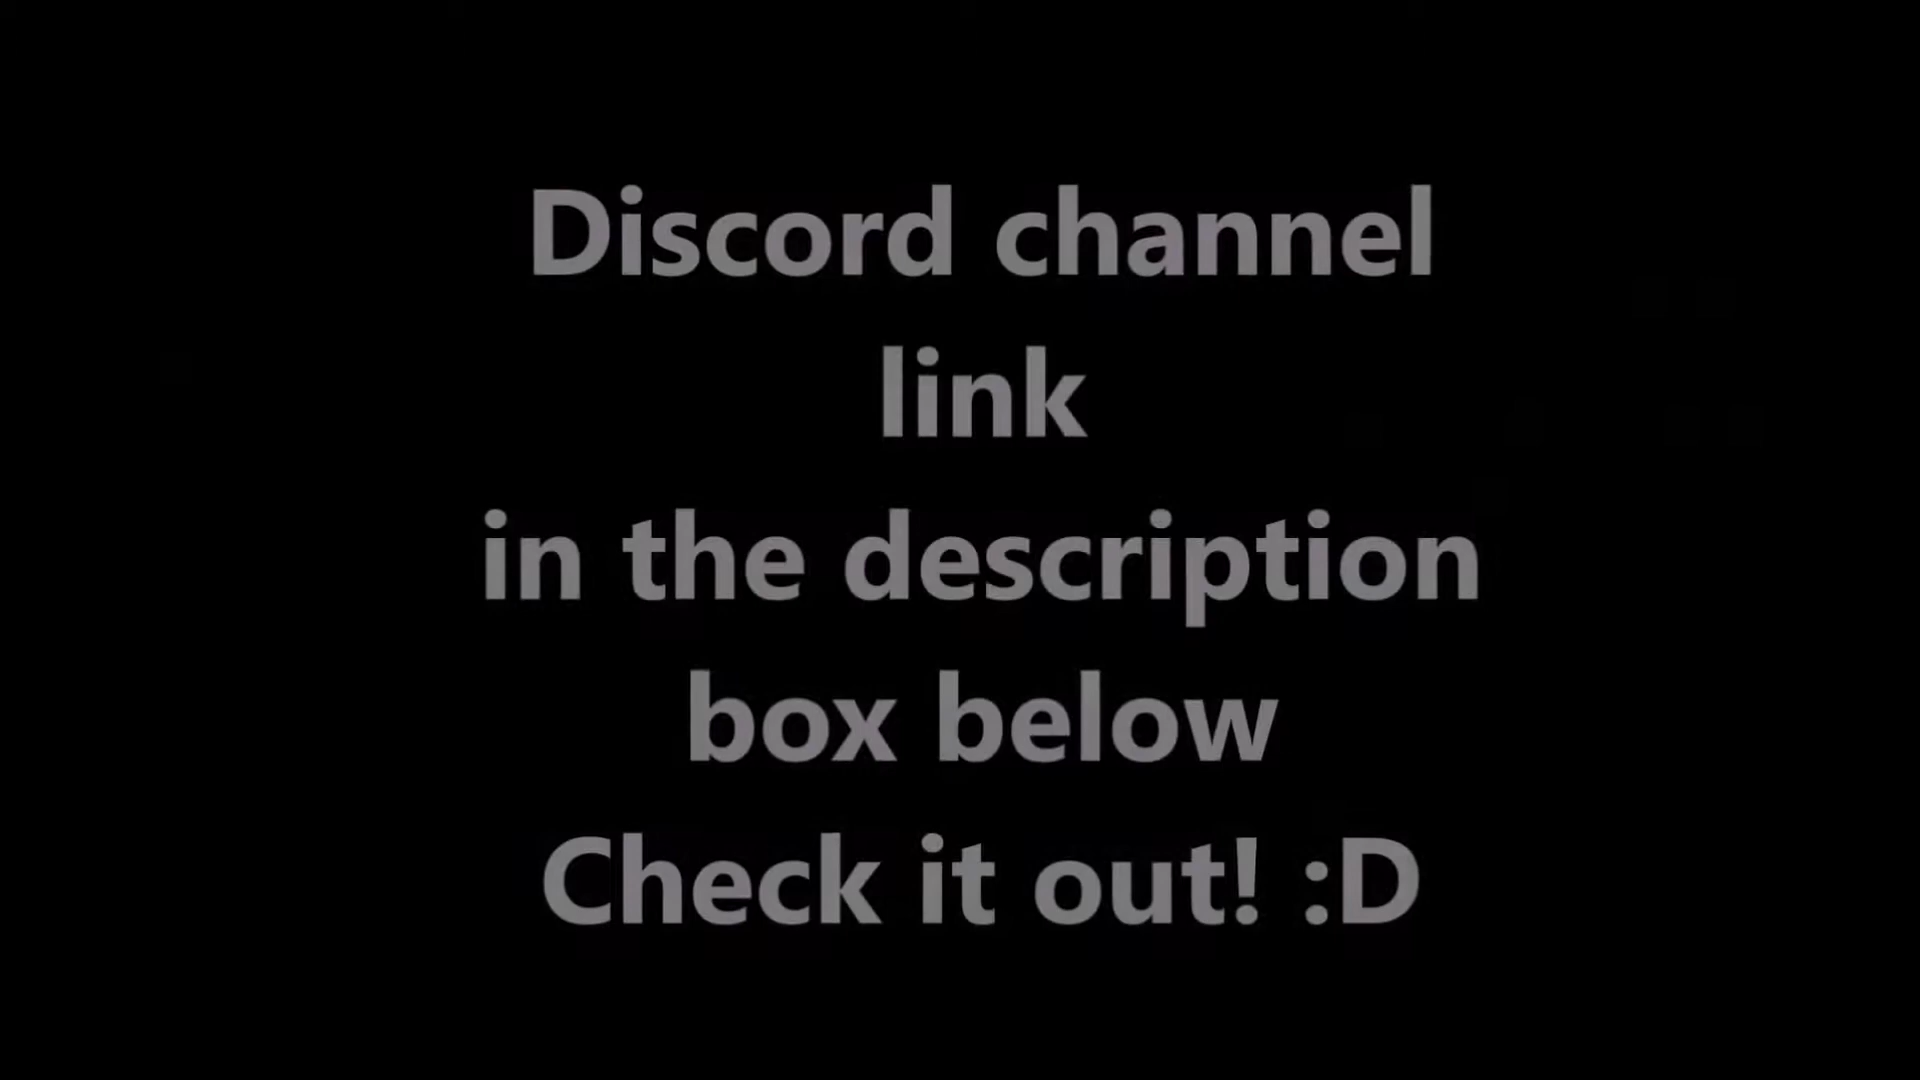 Discord channel
link
in the description
box below
Check it out! :D